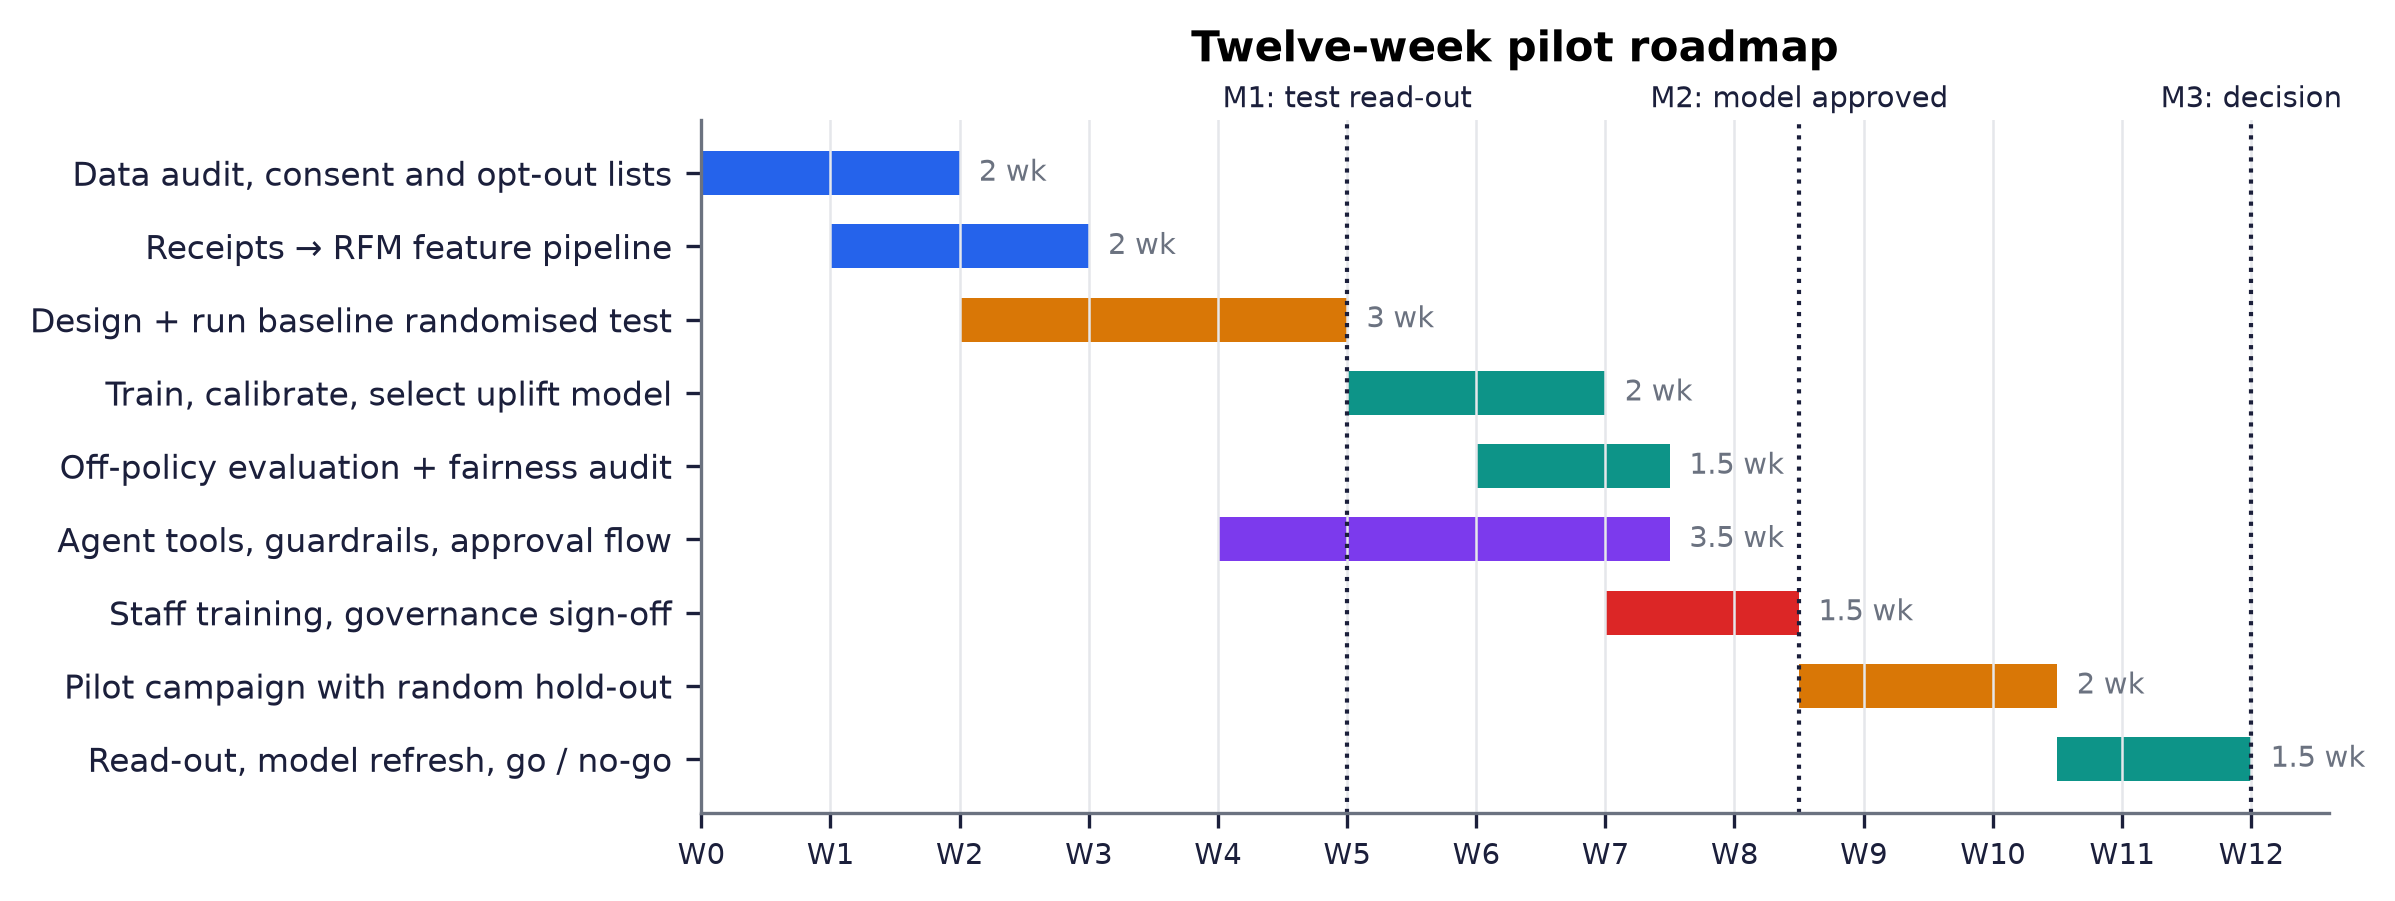 Twelve-week pilot roadmap
M1: test read-out
M2: model approved
M3: decision
Data audit, consent and opt-out lists
2 wk
Receipts → RFM feature pipeline
2 wk
Design + run baseline randomised test
3 wk
Train, calibrate, select uplift model
2 wk
Off-policy evaluation + fairness audit
1.5 wk
Agent tools, guardrails, approval flow
3.5 wk
Staff training, governance sign-off
1.5 wk
Pilot campaign with random hold-out
2 wk
Read-out, model refresh, go / no-go
1.5 wk
W0 W1 W2 W3 W4 W5 W6 W7 W8 W9 W10 W11 W12